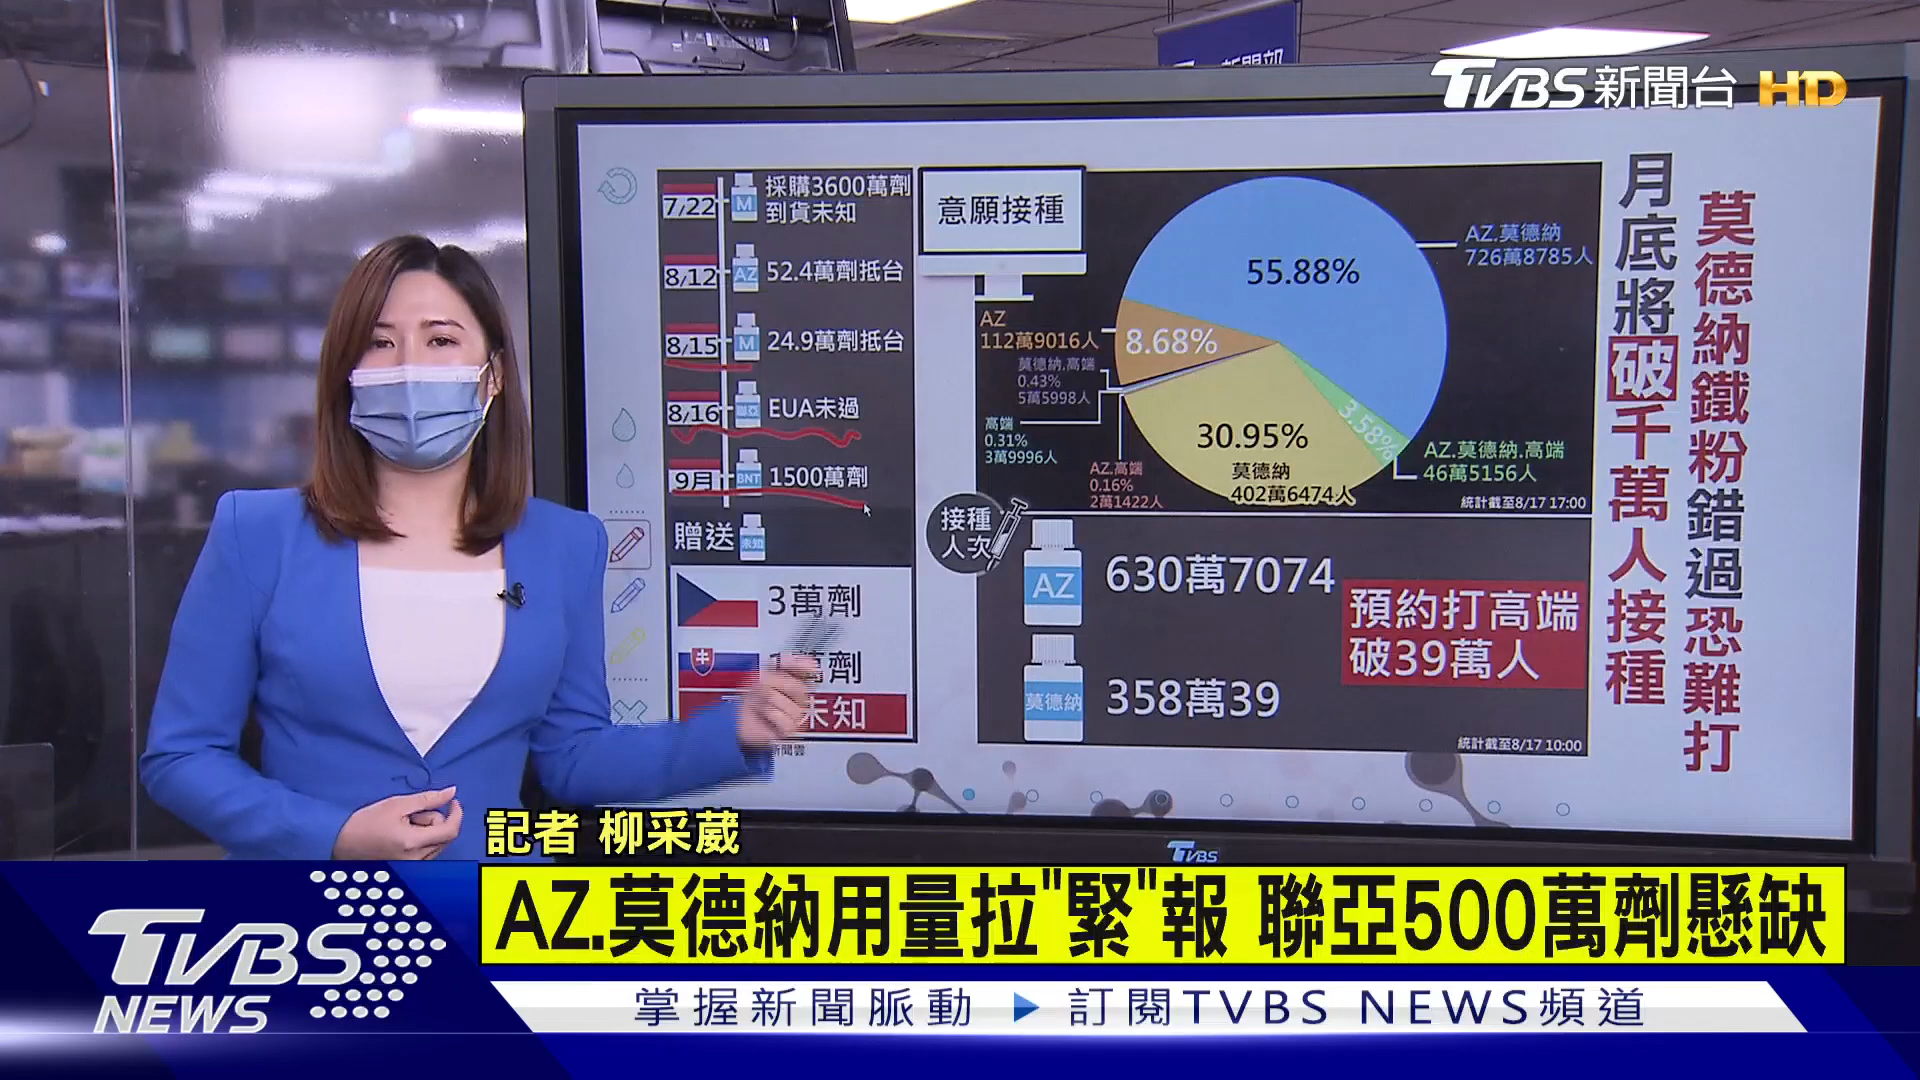 TVBS新聞台 HD
莫德納鐵粉錯過恐難打
月底將破千萬人接種
7/22 M 採購3600萬劑
到貨未知
8/12 AZ 52.4萬劑抵台
8/15 M 24.9萬劑抵台
8/16 聯亞 EUA未過
9月 BNT 1500萬劑
贈送 未知
3萬劑
萬劑
未知
新聞雲
意願接種
55.88%
AZ.莫德納
726萬8785人
AZ
112萬9016人
8.68%
莫德納.高端
0.43%
5萬5998人
高端
0.31%
3萬9996人
AZ.高端
0.16%
2萬1422人
30.95%
莫德納
402萬6474人
3.58%
AZ.莫德納.高端
46萬5156人
統計截至8/17 17:00
接種
人次
AZ 630萬7074
莫德納 358萬39
預約打高端
破39萬人
統計截至8/17 10:00
TVBS
記者 柳采葳
AZ.莫德納用量拉"緊"報 聯亞500萬劑懸缺
TVBS
NEWS
掌握新聞脈動 ▶ 訂閱TVBS NEWS頻道